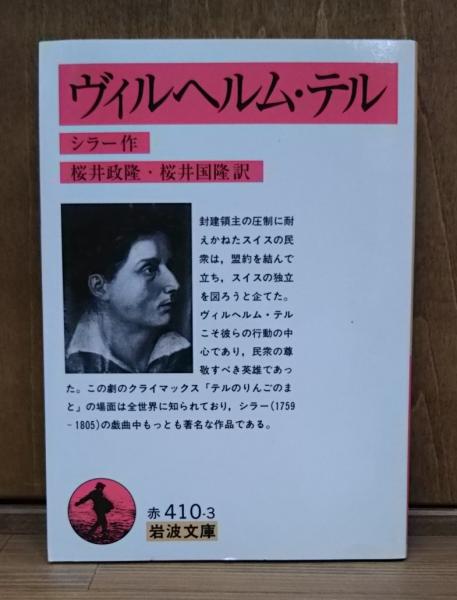 ヴィルヘルム・テル
シラー作
桜井政隆・桜井国隆訳
封建領主の圧制に耐
えかねたスイスの民
衆は，盟約を結んで
立ち，スイスの独立
を図ろうと企てた。
ヴィルヘルム・テル
こそ彼らの行動の中
心であり，民衆の尊
敬すべき英雄であっ
た。この劇のクライマックス「テルのりんごのま
と」の場面は全世界に知られており，シラー(1759
-1805)の戯曲中もっとも著名な作品である。
赤 410-3
岩波文庫